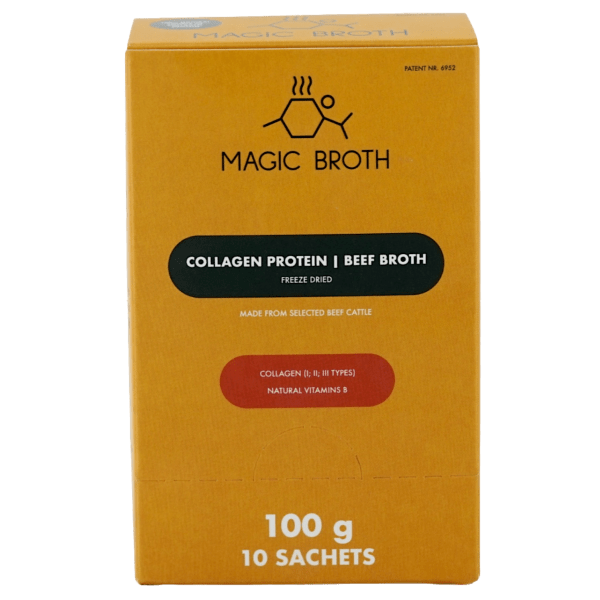 MAGIC BROTH
PATENT NR. 6952
MAGIC BROTH
COLLAGEN PROTEIN | BEEF BROTH
FREEZE DRIED
MADE FROM SELECTED BEEF CATTLE
COLLAGEN (I; II; III TYPES)
NATURAL VITAMINS B
100 g
10 SACHETS